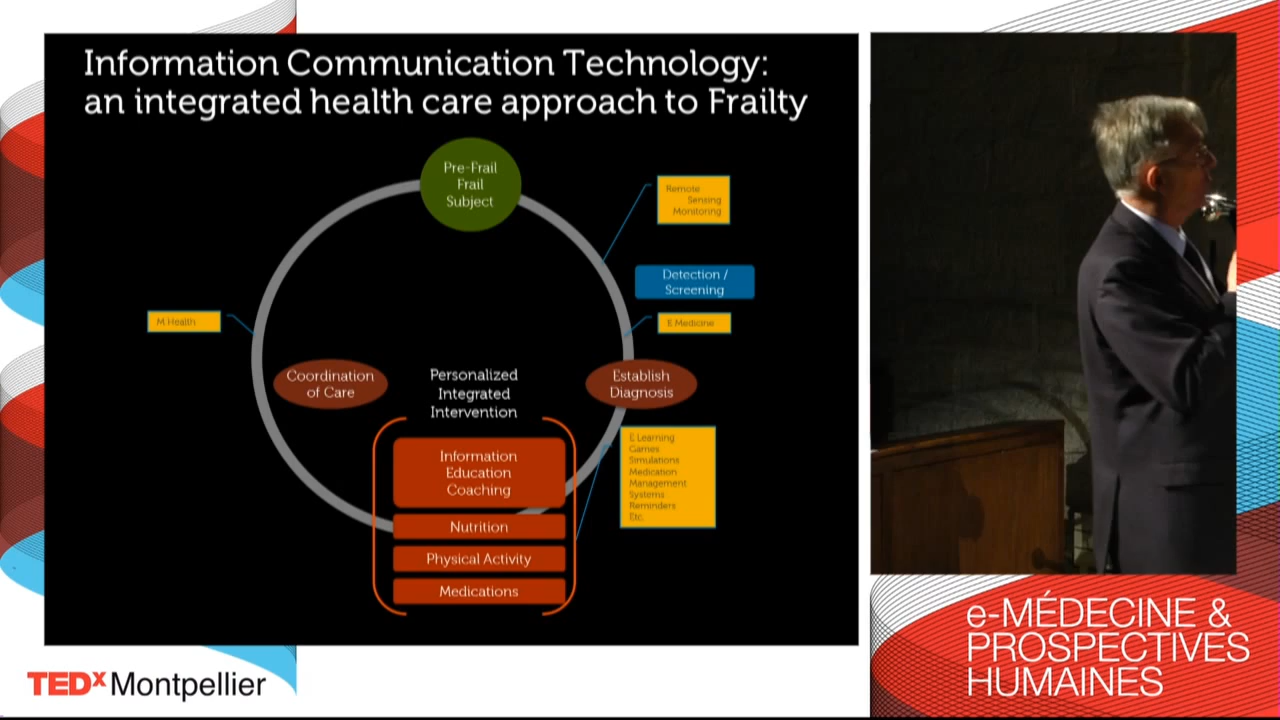 Information Communication Technology:
an integrated health care approach to Frailty
Pre-Frail
Frail
Subject
Remote
Sensing
Monitoring
Detection /
Screening
M Health
E Medicine
Coordination
of Care
Personalized
Integrated
Intervention
Establish
Diagnosis
Information
Education
Coaching
E Learning
Games
Simulations
Medication
Management
Systems
Reminders
Etc.
Nutrition
Physical Activity
Medications
TEDx Montpellier
e-MÉDECINE &
PROSPECTIVES
HUMAINES